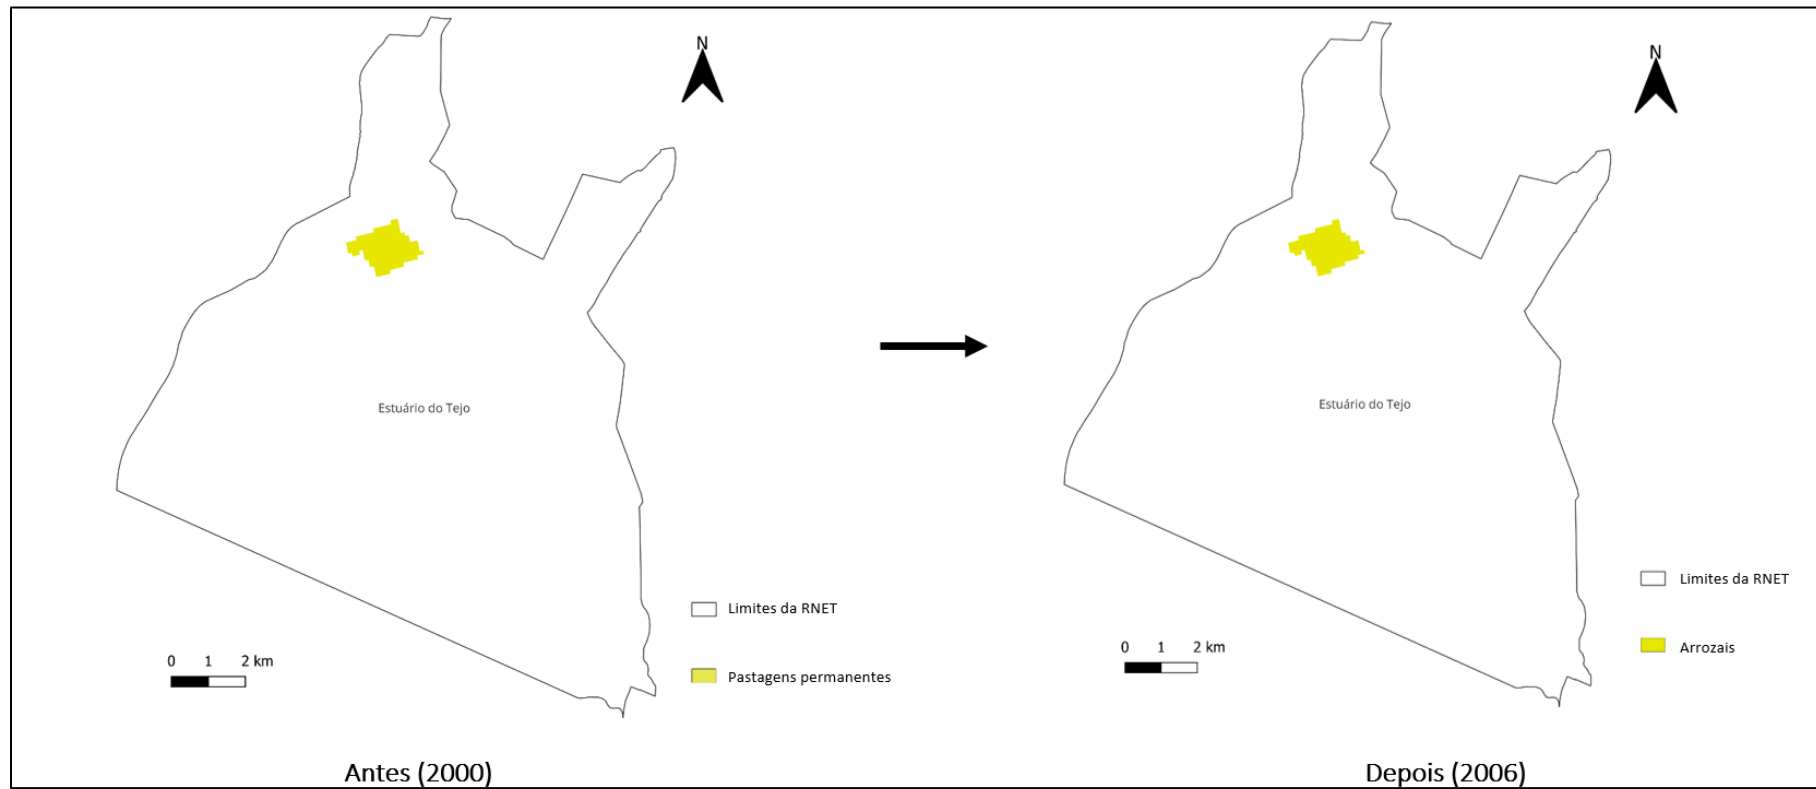 N
Estuário do Tejo
Limites da RNET
0 1 2 km
Pastagens permanentes
Antes (2000)
N
Estuário do Tejo
Limites da RNET
0 1 2 km
Arrozais
Depois (2006)